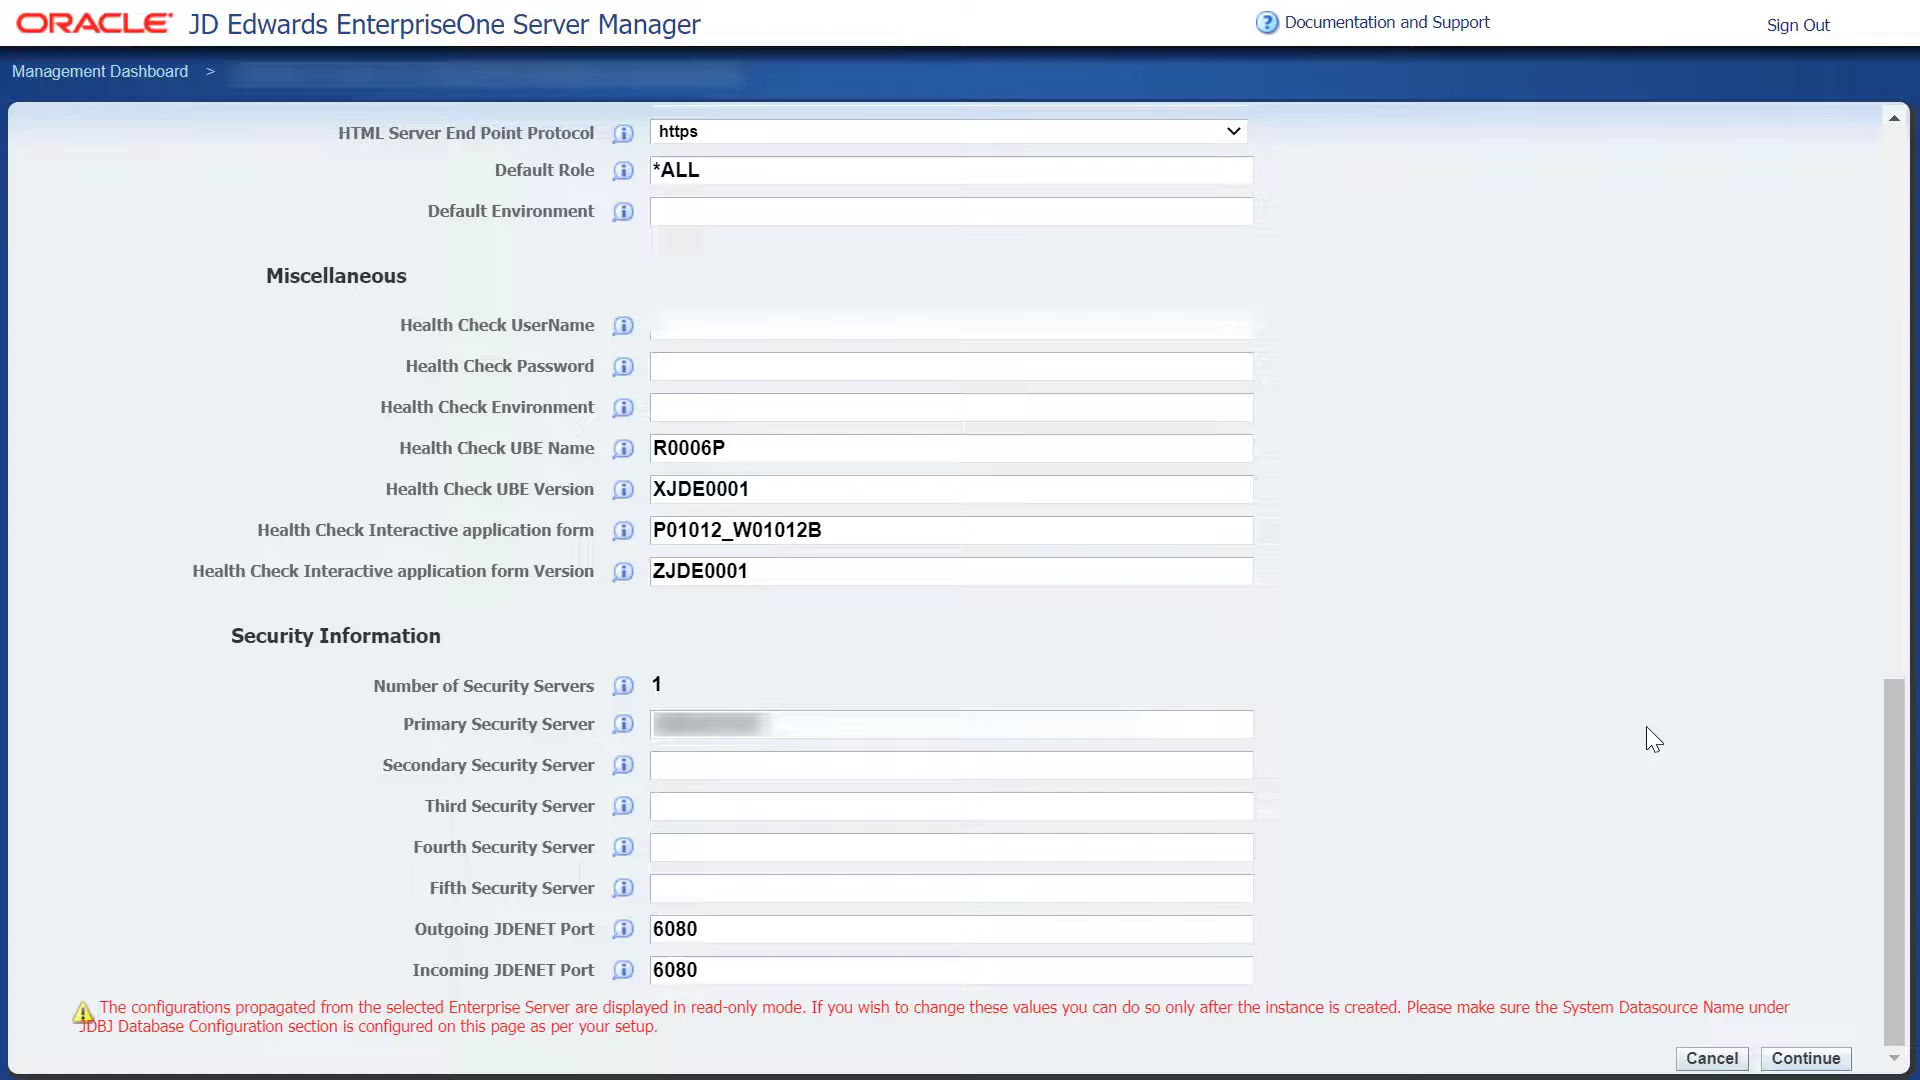 ORACLE JD Edwards EnterpriseOne Server Manager Documentation and Support Sign Out
Management Dashboard >
HTML Server End Point Protocol https
Default Role *ALL
Default Environment
Miscellaneous
Health Check UserName
Health Check Password
Health Check Environment
Health Check UBE Name R0006P
Health Check UBE Version XJDE0001
Health Check Interactive application form P01012_W01012B
Health Check Interactive application form Version ZJDE0001
Security Information
Number of Security Servers 1
Primary Security Server
Secondary Security Server
Third Security Server
Fourth Security Server
Fifth Security Server
Outgoing JDENET Port 6080
Incoming JDENET Port 6080
The configurations propagated from the selected Enterprise Server are displayed in read-only mode. If you wish to change these values you can do so only after the instance is created. Please make sure the System Datasource Name under
JDBJ Database Configuration section is configured on this page as per your setup.
Cancel Continue